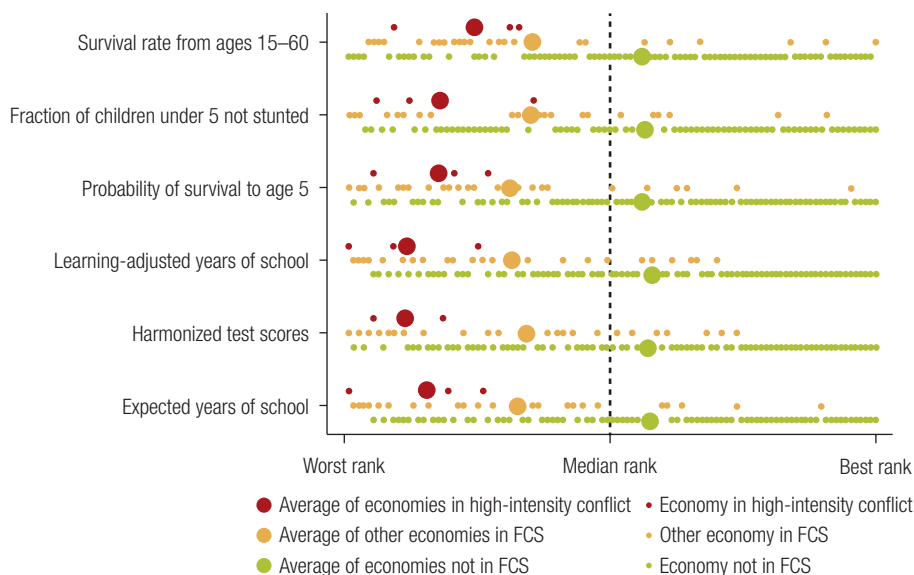 Survival rate from ages 15–60
Fraction of children under 5 not stunted
Probability of survival to age 5
Learning-adjusted years of school
Harmonized test scores
Expected years of school
Worst rank
Median rank
Best rank
Average of economies in high-intensity conflict
Economy in high-intensity conflict
Average of other economies in FCS
Other economy in FCS
Average of economies not in FCS
Economy not in FCS